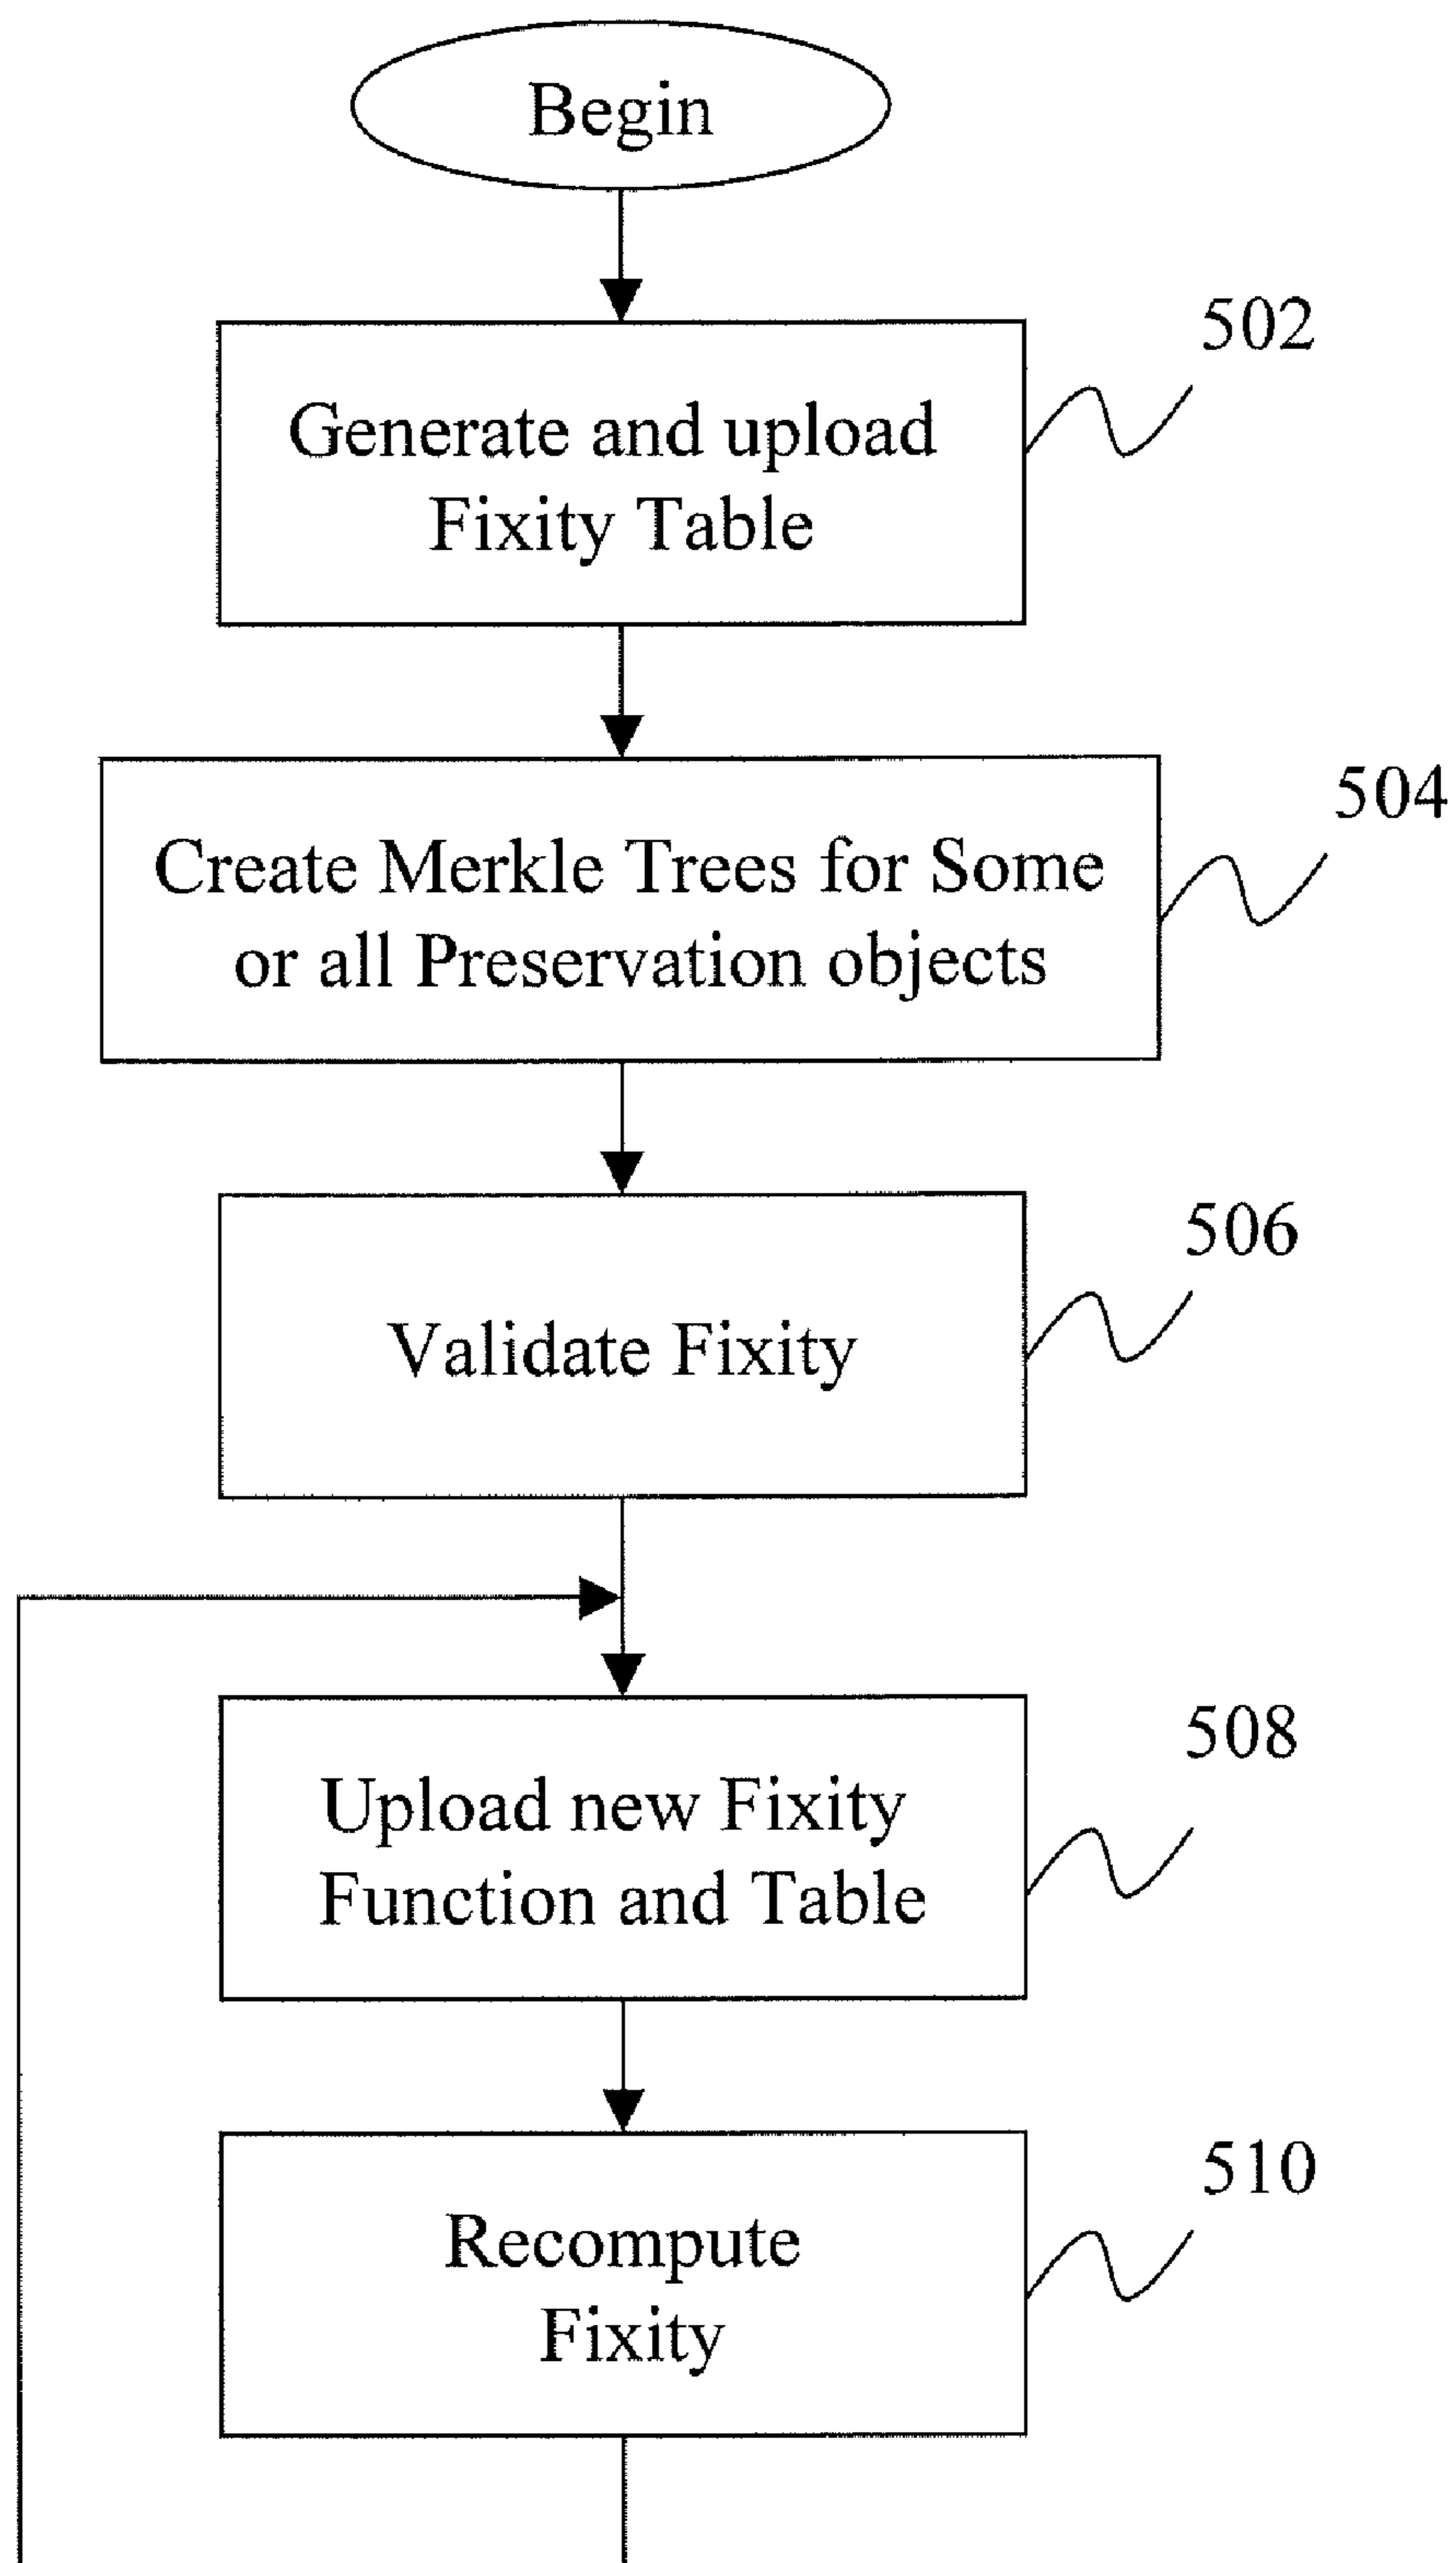 Begin
502
Generate and upload
Fixity Table
504
Create Merkle Trees for Some
or all Preservation objects
506
Validate Fixity
508
Upload new Fixity
Function and Table
510
Recompute
Fixity